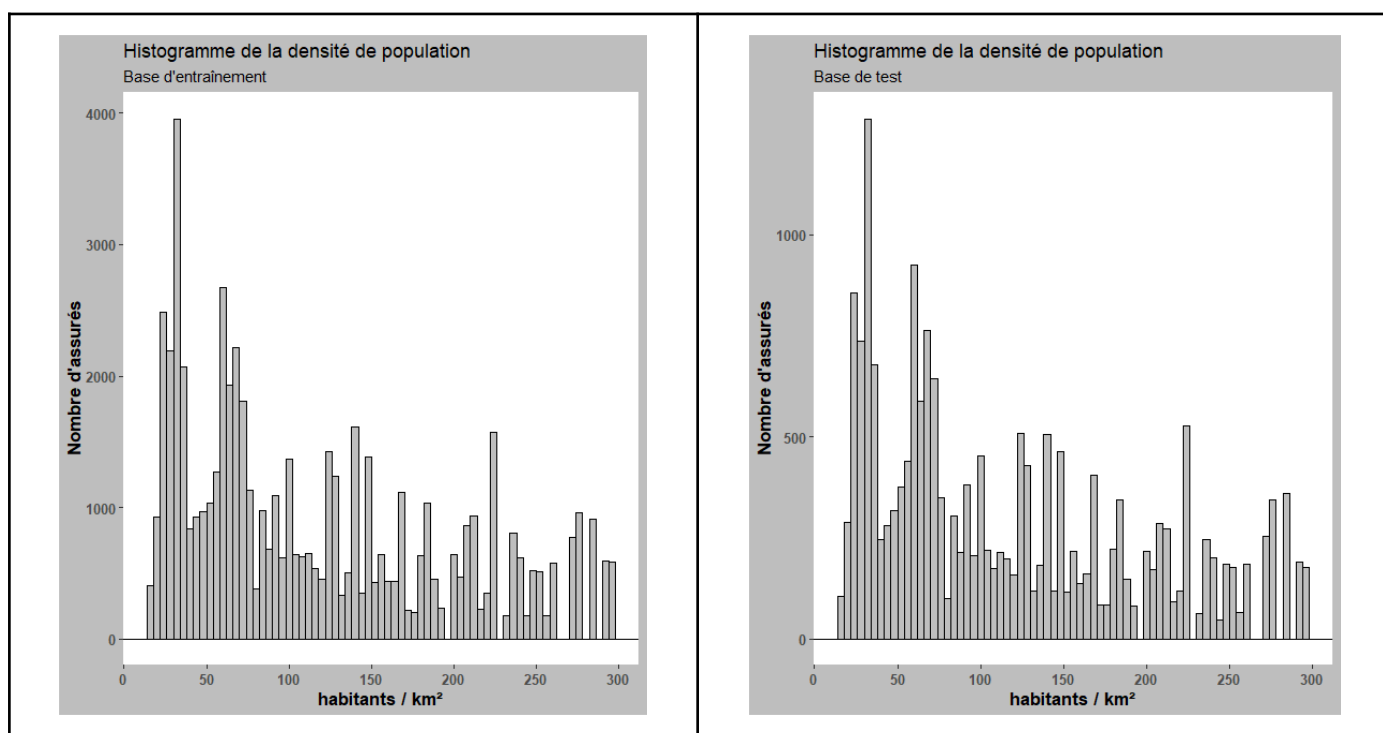 Histogramme de la densité de population
Base d'entraînement
4000
3000
2000
1000
0
Nombre d'assurés
0 50 100 150 200 250 300
habitants / km²
Histogramme de la densité de population
Base de test
1000
500
0
Nombre d'assurés
0 50 100 150 200 250 300
habitants / km²